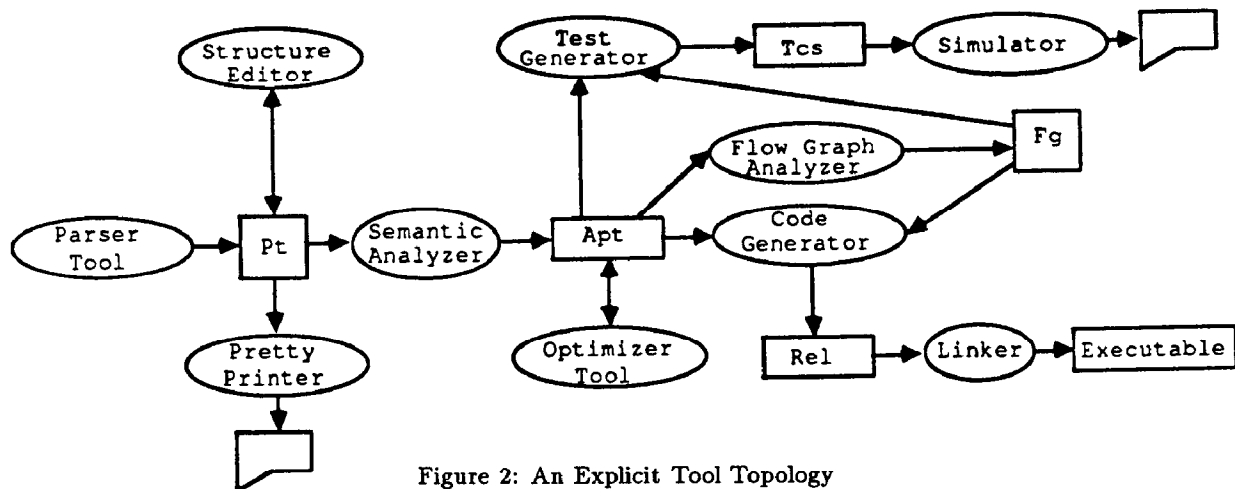 Structure
Editor
Test
Generator
Tcs
Simulator
Fg
Flow Graph
Analyzer
Parser
Tool
Pt
Semantic
Analyzer
Apt
Code
Generator
Pretty
Printer
Optimizer
Tool
Rel
Linker
Executable
Figure 2: An Explicit Tool Topology